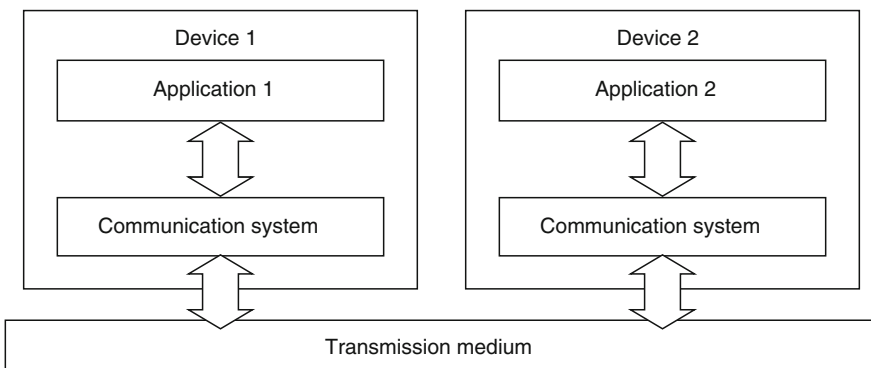 Device 1
Application 1
Communication system
Device 2
Application 2
Communication system
Transmission medium